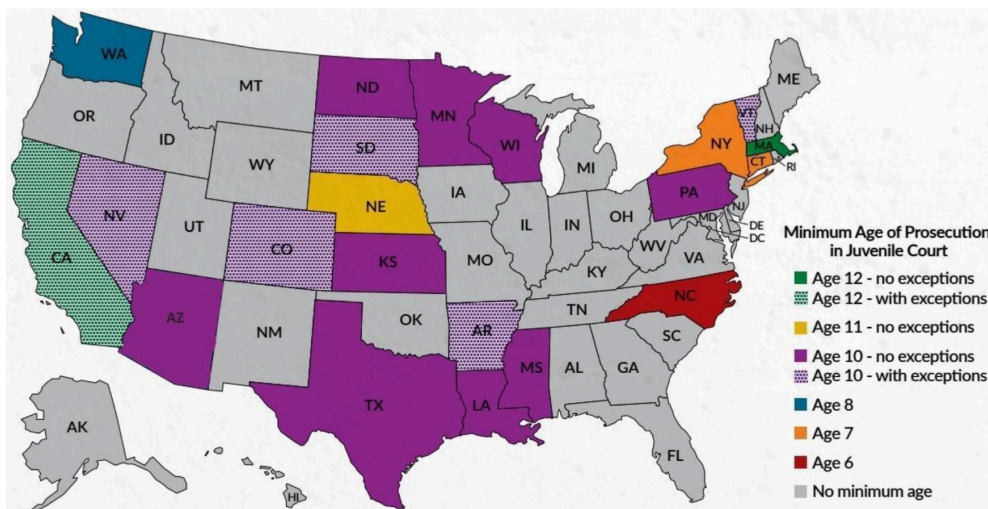 WA
MT
ND
MN
OR
ID
WY
SD
WI
MI
NY
VT
NH
ME
MA
CT
RI
NV
UT
CO
NE
IA
IL
IN
OH
PA
NJ
MD
DE
DC
CA
KS
MO
WV
VA
KY
AZ
NM
OK
AR
TN
NC
SC
TX
LA
MS
AL
GA
FL
AK
HI
Minimum Age of Prosecution
in Juvenile Court
Age 12 - no exceptions
Age 12 - with exceptions
Age 11 - no exceptions
Age 10 - no exceptions
Age 10 - with exceptions
Age 8
Age 7
Age 6
No minimum age